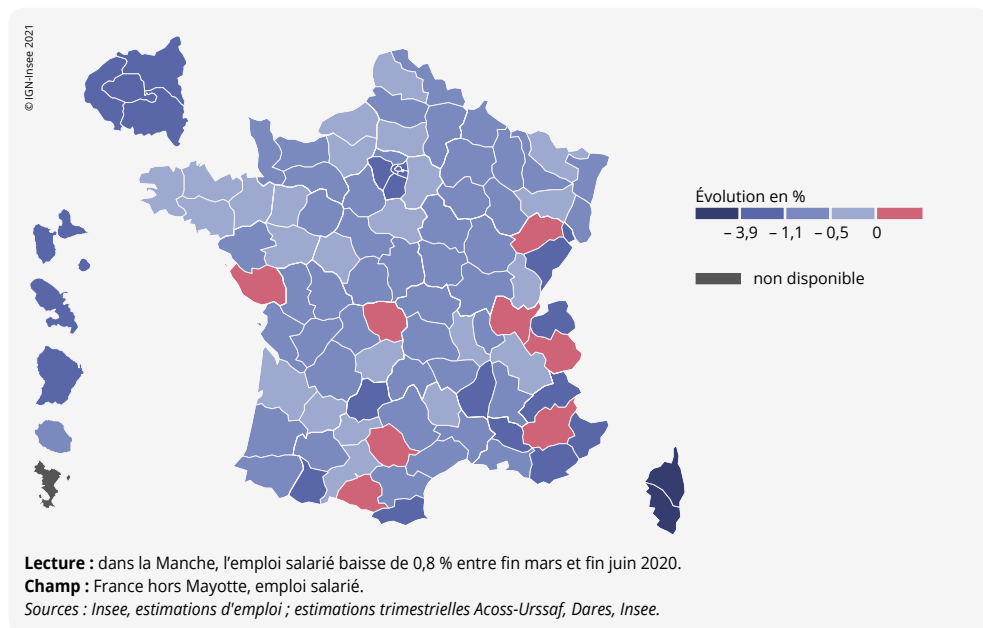 © IGN-Insee 2021
Évolution en %
– 3,9 – 1,1 – 0,5 0
non disponible
Lecture : dans la Manche, l’emploi salarié baisse de 0,8 % entre fin mars et fin juin 2020.
Champ : France hors Mayotte, emploi salarié.
Sources : Insee, estimations d'emploi ; estimations trimestrielles Acoss-Urssaf, Dares, Insee.